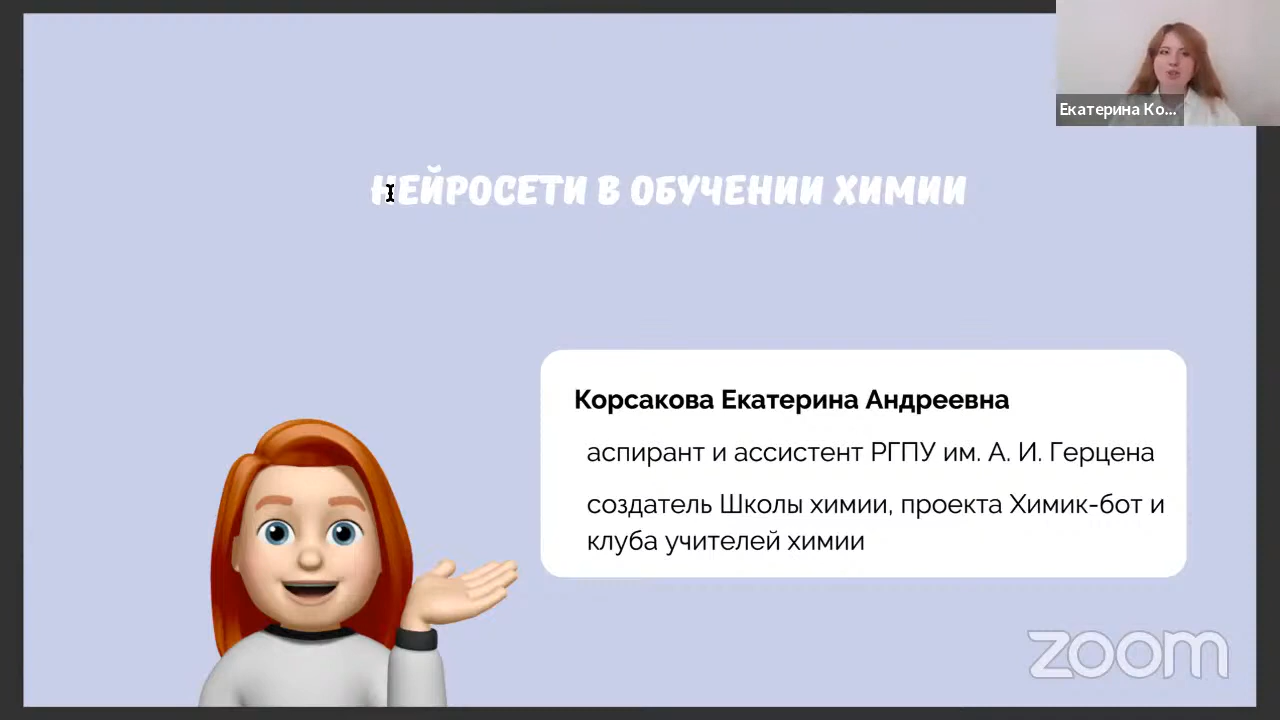 Екатерина Ко...
НЕЙРОСЕТИ В ОБУЧЕНИИ ХИМИИ
Корсакова Екатерина Андреевна
аспирант и ассистент РГПУ им. А. И. Герцена
создатель Школы химии, проекта Химик-бот и
клуба учителей химии
zoom